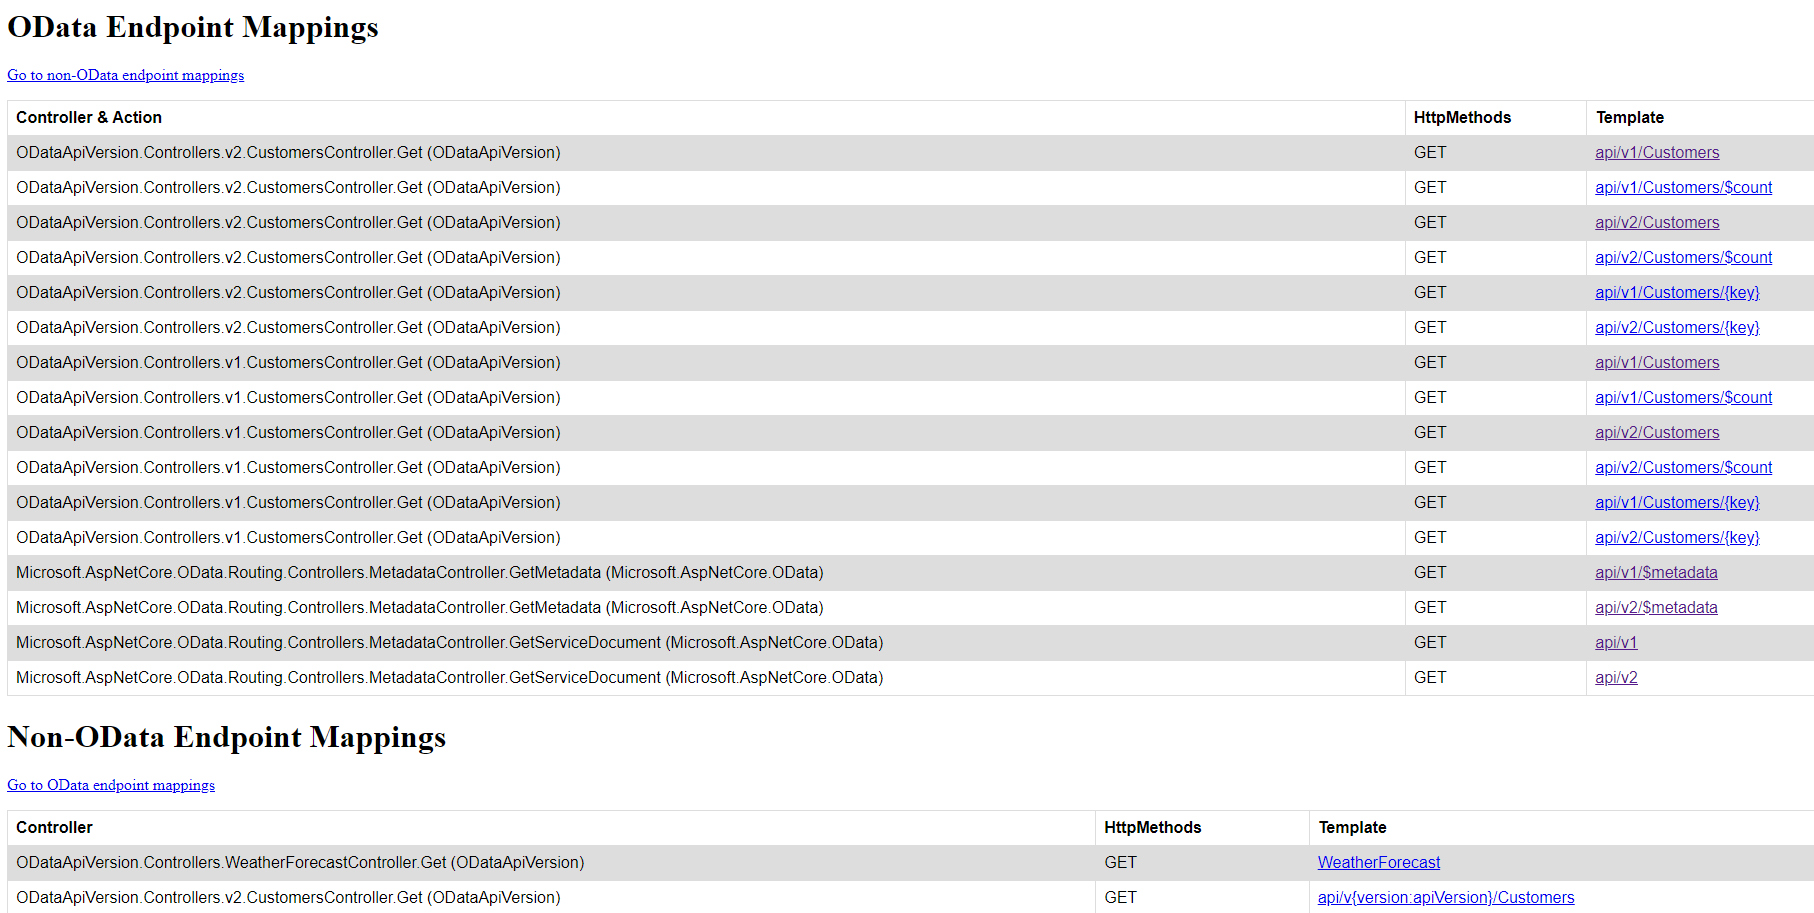 OData Endpoint Mappings
Go to non-OData endpoint mappings
Controller & Action HttpMethods Template
ODataApiVersion.Controllers.v2.CustomersController.Get (ODataApiVersion) GET api/v1/Customers
ODataApiVersion.Controllers.v2.CustomersController.Get (ODataApiVersion) GET api/v1/Customers/$count
ODataApiVersion.Controllers.v2.CustomersController.Get (ODataApiVersion) GET api/v2/Customers
ODataApiVersion.Controllers.v2.CustomersController.Get (ODataApiVersion) GET api/v2/Customers/$count
ODataApiVersion.Controllers.v2.CustomersController.Get (ODataApiVersion) GET api/v1/Customers/{key}
ODataApiVersion.Controllers.v2.CustomersController.Get (ODataApiVersion) GET api/v2/Customers/{key}
ODataApiVersion.Controllers.v1.CustomersController.Get (ODataApiVersion) GET api/v1/Customers
ODataApiVersion.Controllers.v1.CustomersController.Get (ODataApiVersion) GET api/v1/Customers/$count
ODataApiVersion.Controllers.v1.CustomersController.Get (ODataApiVersion) GET api/v2/Customers
ODataApiVersion.Controllers.v1.CustomersController.Get (ODataApiVersion) GET api/v2/Customers/$count
ODataApiVersion.Controllers.v1.CustomersController.Get (ODataApiVersion) GET api/v1/Customers/{key}
ODataApiVersion.Controllers.v1.CustomersController.Get (ODataApiVersion) GET api/v2/Customers/{key}
Microsoft.AspNetCore.OData.Routing.Controllers.MetadataController.GetMetadata (Microsoft.AspNetCore.OData) GET api/v1/$metadata
Microsoft.AspNetCore.OData.Routing.Controllers.MetadataController.GetMetadata (Microsoft.AspNetCore.OData) GET api/v2/$metadata
Microsoft.AspNetCore.OData.Routing.Controllers.MetadataController.GetServiceDocument (Microsoft.AspNetCore.OData) GET api/v1
Microsoft.AspNetCore.OData.Routing.Controllers.MetadataController.GetServiceDocument (Microsoft.AspNetCore.OData) GET api/v2
Non-OData Endpoint Mappings
Go to OData endpoint mappings
Controller HttpMethods Template
ODataApiVersion.Controllers.WeatherForecastController.Get (ODataApiVersion) GET WeatherForecast
ODataApiVersion.Controllers.v2.CustomersController.Get (ODataApiVersion) GET api/v{version:apiVersion}/Customers